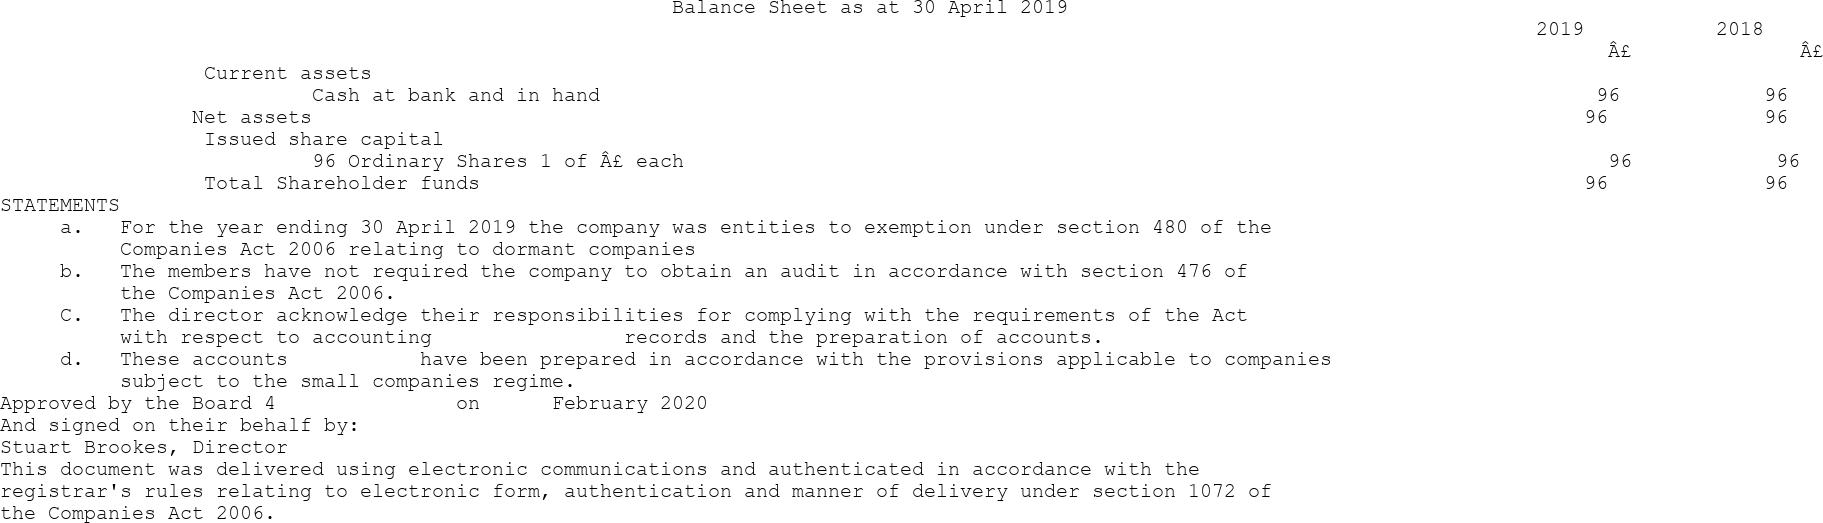 Balance Sheet as at 30 April 2019
2019 2018
Â£ Â£
Current assets
Cash at bank and in hand 96 96
Net assets 96 96
Issued share capital
96 Ordinary Shares 1 of Â£ each 96 96
Total Shareholder funds 96 96
STATEMENTS
a. For the year ending 30 April 2019 the company was entities to exemption under section 480 of the
Companies Act 2006 relating to dormant companies
b. The members have not required the company to obtain an audit in accordance with section 476 of
the Companies Act 2006.
C. The director acknowledge their responsibilities for complying with the requirements of the Act
with respect to accounting records and the preparation of accounts.
d. These accounts have been prepared in accordance with the provisions applicable to companies
subject to the small companies regime.
Approved by the Board 4 on February 2020
And signed on their behalf by:
Stuart Brookes, Director
This document was delivered using electronic communications and authenticated in accordance with the
registrar's rules relating to electronic form, authentication and manner of delivery under section 1072 of
the Companies Act 2006.